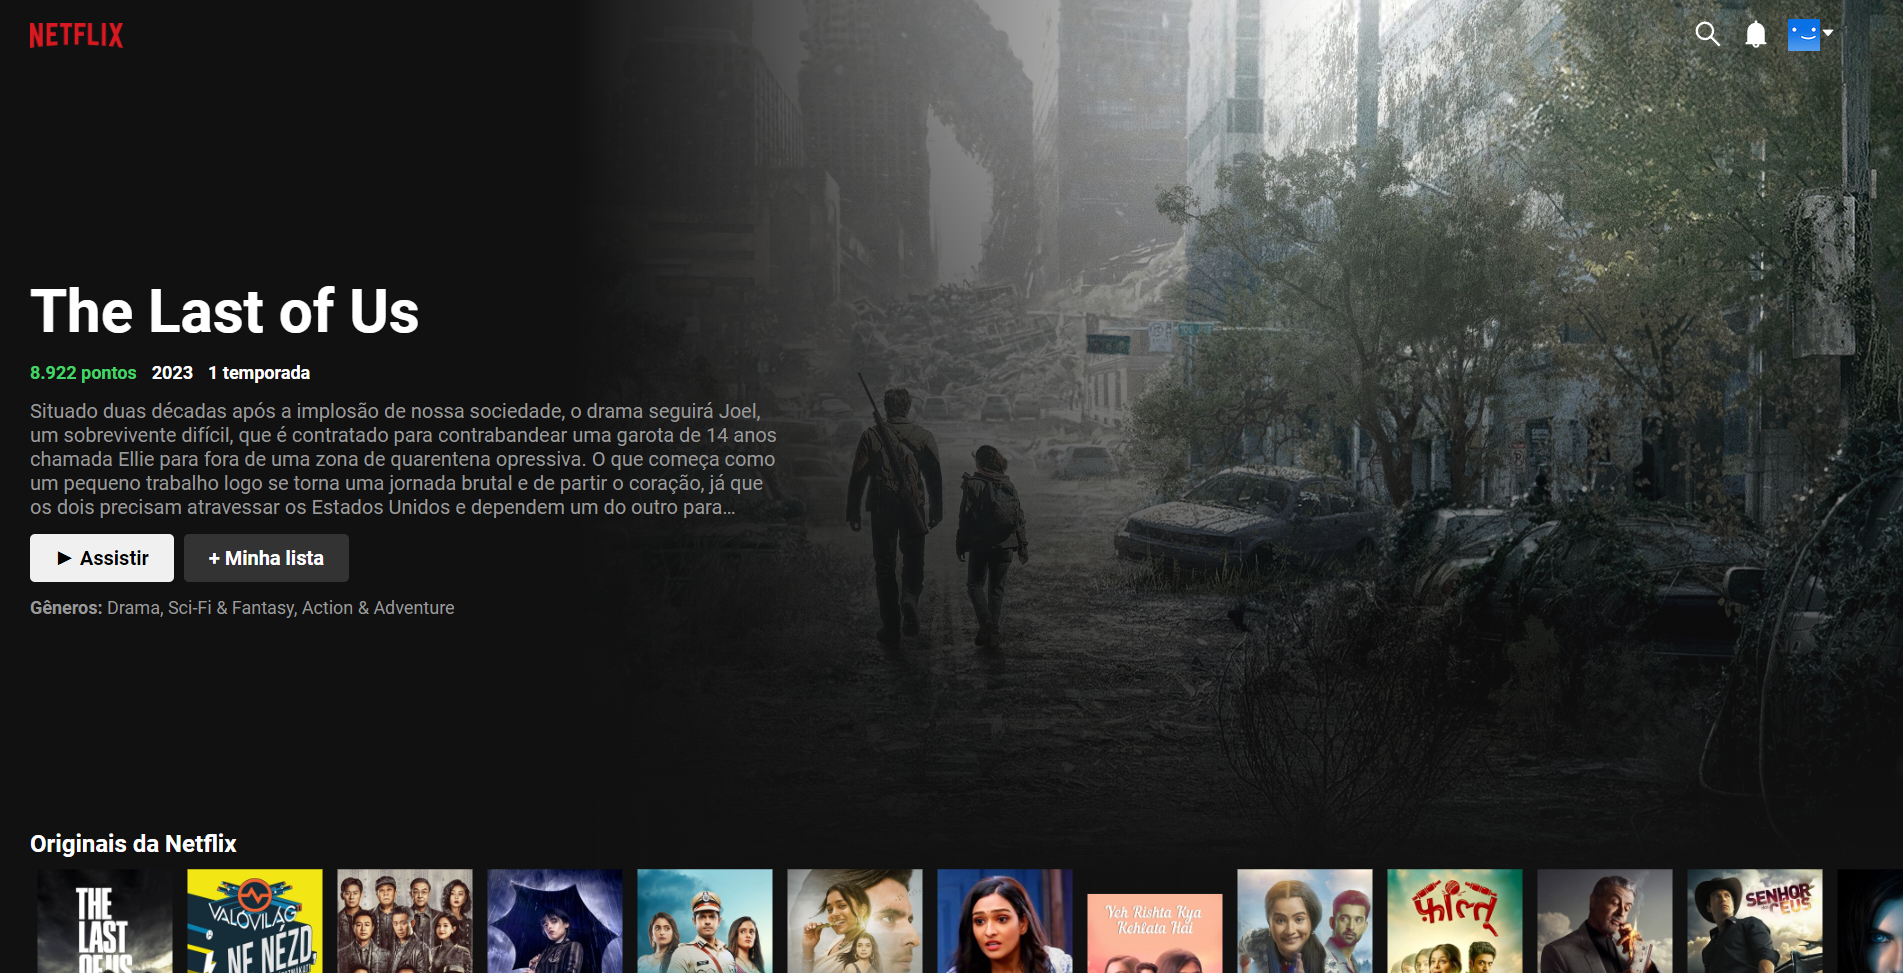 NETFLIX
The Last of Us
8.922 pontos 2023 1 temporada
Situado duas décadas após a implosão de nossa sociedade, o drama seguirá Joel,
um sobrevivente difícil, que é contratado para contrabandear uma garota de 14 anos
chamada Ellie para fora de uma zona de quarentena opressiva. O que começa como
um pequeno trabalho logo se torna uma jornada brutal e de partir o coração, já que
os dois precisam atravessar os Estados Unidos e dependem um do outro para...
► Assistir
+ Minha lista
Gêneros: Drama, Sci-Fi & Fantasy, Action & Adventure
Originais da Netflix
THE
LAST
OF US
VALÓVILÁG
NE NÉZD,
Yeh Rishta Kya
Kehlata Hai
फालतू
SENHOR
CÉUS